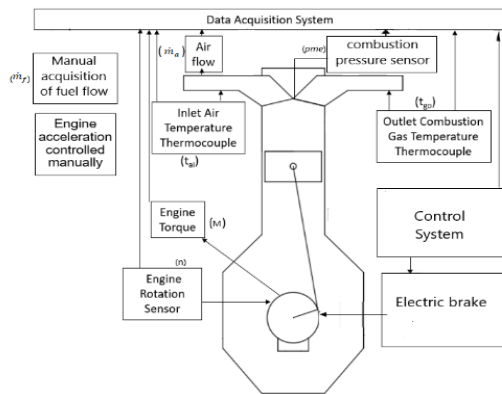 Data Acquisition System
(ṁf)
Manual
acquisition
of fuel flow
Engine
acceleration
controlled
manually
(ṁa)
Air
flow
(pme)
combustion
pressure sensor
Inlet Air
Temperature
Thermocouple
(tai)
(tgo)
Outlet Combustion
Gas Temperature
Thermocouple
Engine
Torque
(M)
(n)
Engine
Rotation
Sensor
Control
System
Electric brake